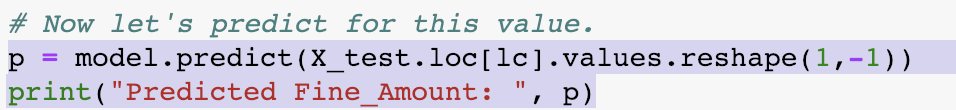 # Now let's predict for this value.
p = model.predict(X_test.loc[lc].values.reshape(1,-1))
print("Predicted Fine_Amount: ", p)